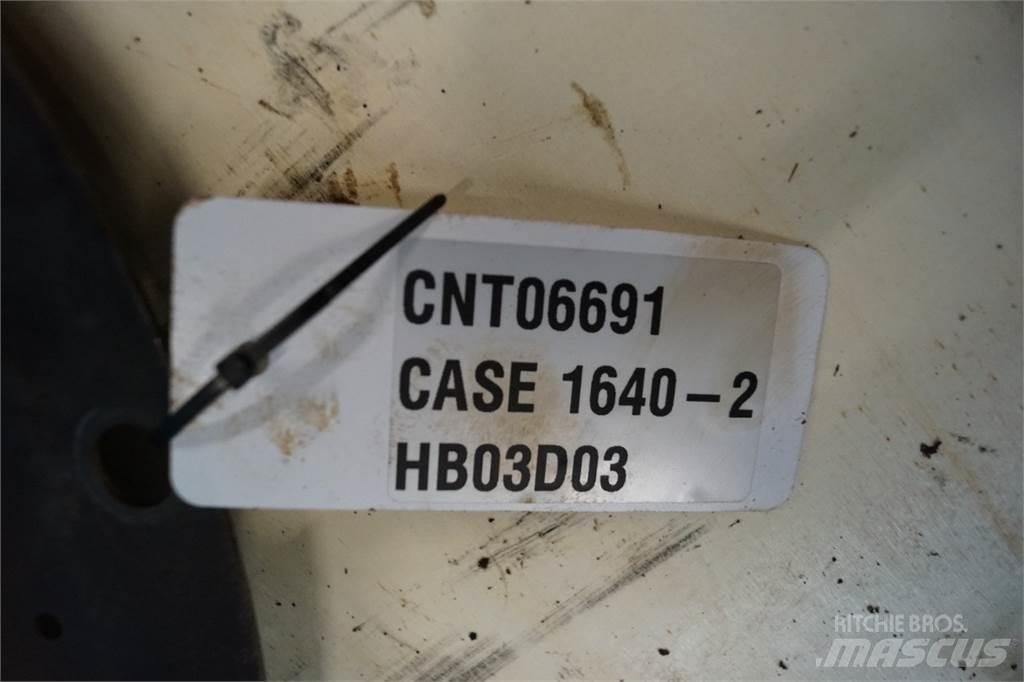 CNT06691
CASE 1640-2
HB03D03
RITCHIE BROS.
MASCUS